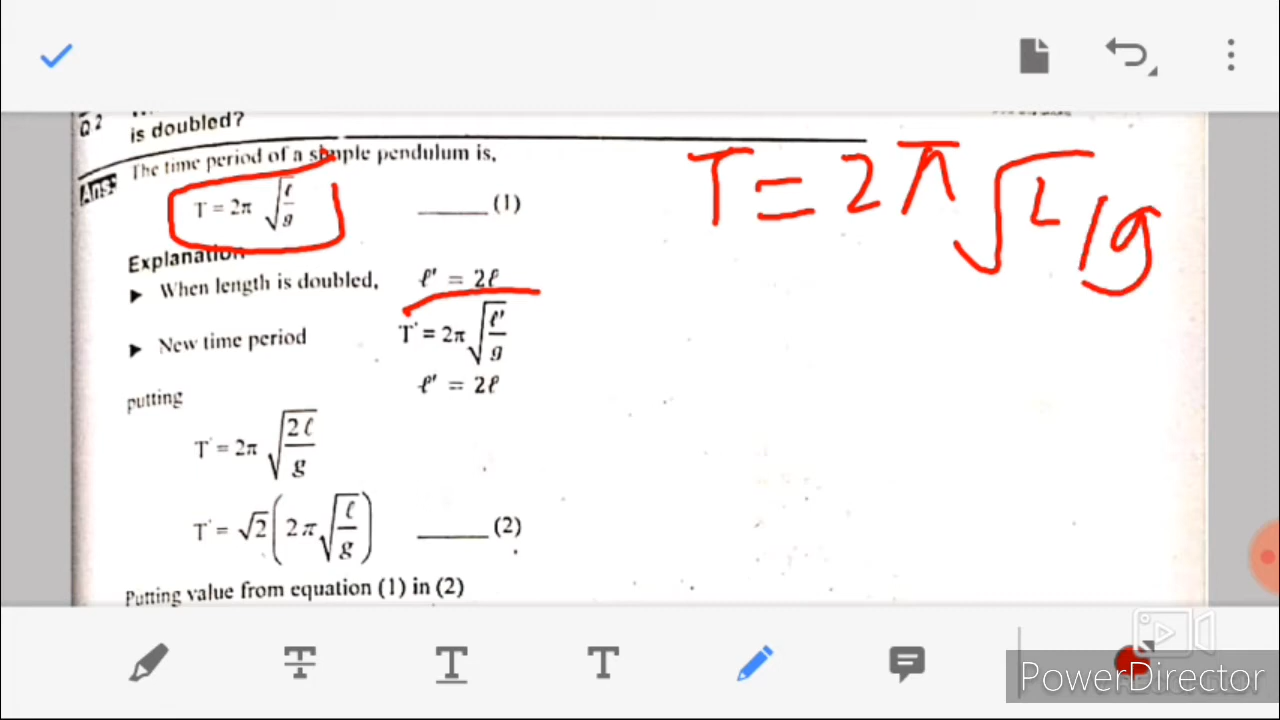 Q 2
is doubled?
Ans: The time period of a simple pendulum is,
T = 2π √(ℓ/g) _____ (1)
T = 2π √L/g
Explanation
► When length is doubled, ℓ' = 2ℓ
► New time period T' = 2π √(ℓ'/g)
putting ℓ' = 2ℓ
T' = 2π √(2ℓ/g)
T' = √2 (2π √(ℓ/g)) _____ (2)
Putting value from equation (1) in (2)
T
T
T
PowerDirector